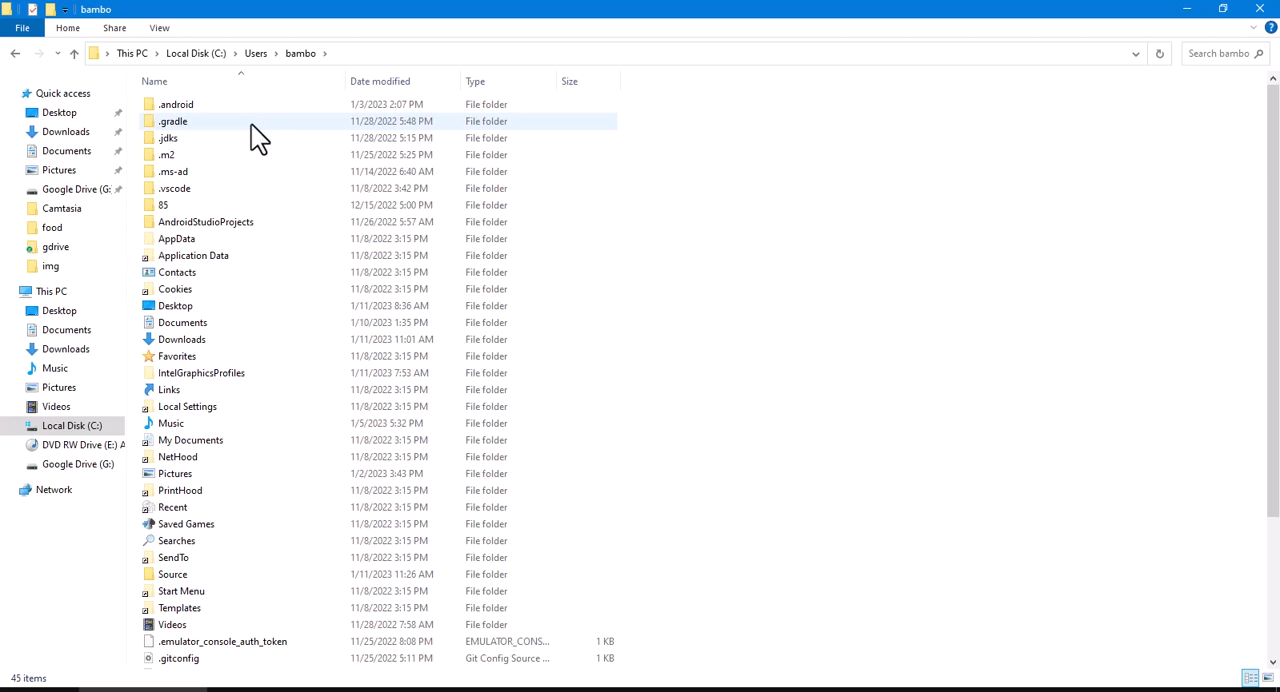 bambo
File Home Share View
This PC Local Disk (C:) Users bambo Search bambo
Name Date modified Type Size
Quick access
Desktop
Downloads
Documents
Pictures
Google Drive (G:
Camtasia
food
gdrive
img
This PC
Desktop
Documents
Downloads
Music
Pictures
Videos
Local Disk (C:)
DVD RW Drive (E:) A
Google Drive (G:)
Network
.android 1/3/2023 2:07 PM File folder
.gradle 11/28/2022 5:48 PM File folder
.jdks 11/28/2022 5:15 PM File folder
.m2 11/25/2022 5:25 PM File folder
.ms-ad 11/14/2022 6:40 AM File folder
.vscode 11/8/2022 3:42 PM File folder
85 12/15/2022 5:00 PM File folder
AndroidStudioProjects 11/26/2022 5:57 AM File folder
AppData 11/8/2022 3:15 PM File folder
Application Data 11/8/2022 3:15 PM File folder
Contacts 11/8/2022 3:15 PM File folder
Cookies 11/8/2022 3:15 PM File folder
Desktop 1/11/2023 8:36 AM File folder
Documents 1/10/2023 1:35 PM File folder
Downloads 1/11/2023 11:01 AM File folder
Favorites 11/8/2022 3:15 PM File folder
IntelGraphicsProfiles 1/11/2023 7:53 AM File folder
Links 11/8/2022 3:15 PM File folder
Local Settings 11/8/2022 3:15 PM File folder
Music 1/5/2023 5:32 PM File folder
My Documents 11/8/2022 3:15 PM File folder
NetHood 11/8/2022 3:15 PM File folder
Pictures 1/2/2023 3:43 PM File folder
PrintHood 11/8/2022 3:15 PM File folder
Recent 11/8/2022 3:15 PM File folder
Saved Games 11/8/2022 3:15 PM File folder
Searches 11/8/2022 3:15 PM File folder
SendTo 11/8/2022 3:15 PM File folder
Source 1/11/2023 11:26 AM File folder
Start Menu 11/8/2022 3:15 PM File folder
Templates 11/8/2022 3:15 PM File folder
Videos 11/28/2022 7:58 AM File folder
.emulator_console_auth_token 11/25/2022 8:08 PM EMULATOR_CONS... 1 KB
.gitconfig 11/25/2022 5:11 PM Git Config Source ... 1 KB
45 items